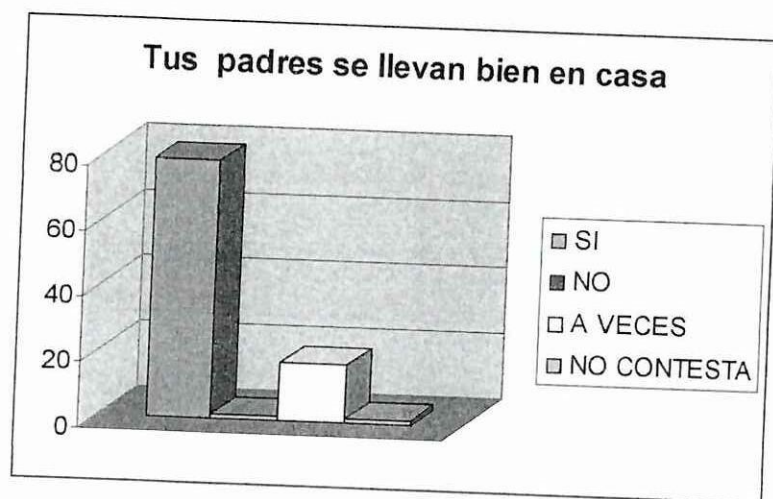 Tus padres se llevan bien en casa
80
60
40
20
0
SI
NO
A VECES
NO CONTESTA